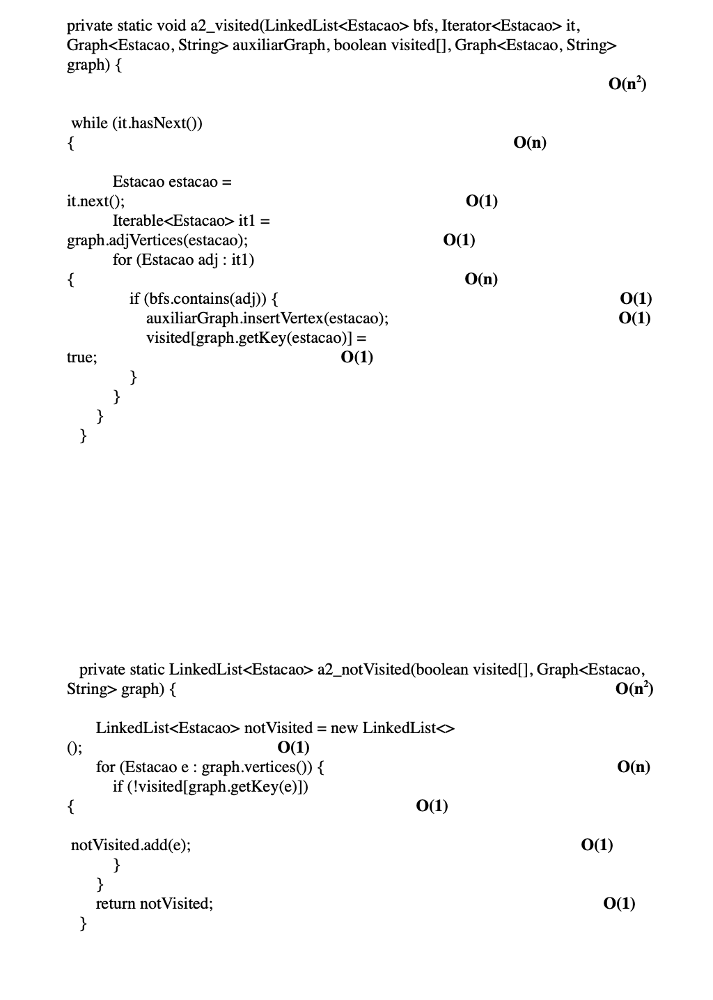 private static void a2_visited(LinkedList<Estacao> bfs, Iterator<Estacao> it,
Graph<Estacao, String> auxiliarGraph, boolean visited[], Graph<Estacao, String>
graph) {
O(n²)
while (it.hasNext())
{ O(n)
Estacao estacao =
it.next(); O(1)
Iterable<Estacao> it1 =
graph.adjVertices(estacao); O(1)
for (Estacao adj : it1)
{ O(n)
if (bfs.contains(adj)) { O(1)
auxiliarGraph.insertVertex(estacao); O(1)
visited[graph.getKey(estacao)] =
true; O(1)
}
}
}
}
private static LinkedList<Estacao> a2_notVisited(boolean visited[], Graph<Estacao,
String> graph) { O(n²)
LinkedList<Estacao> notVisited = new LinkedList<>
(); O(1)
for (Estacao e : graph.vertices()) { O(n)
if (!visited[graph.getKey(e)])
{ O(1)
notVisited.add(e); O(1)
}
}
return notVisited; O(1)
}